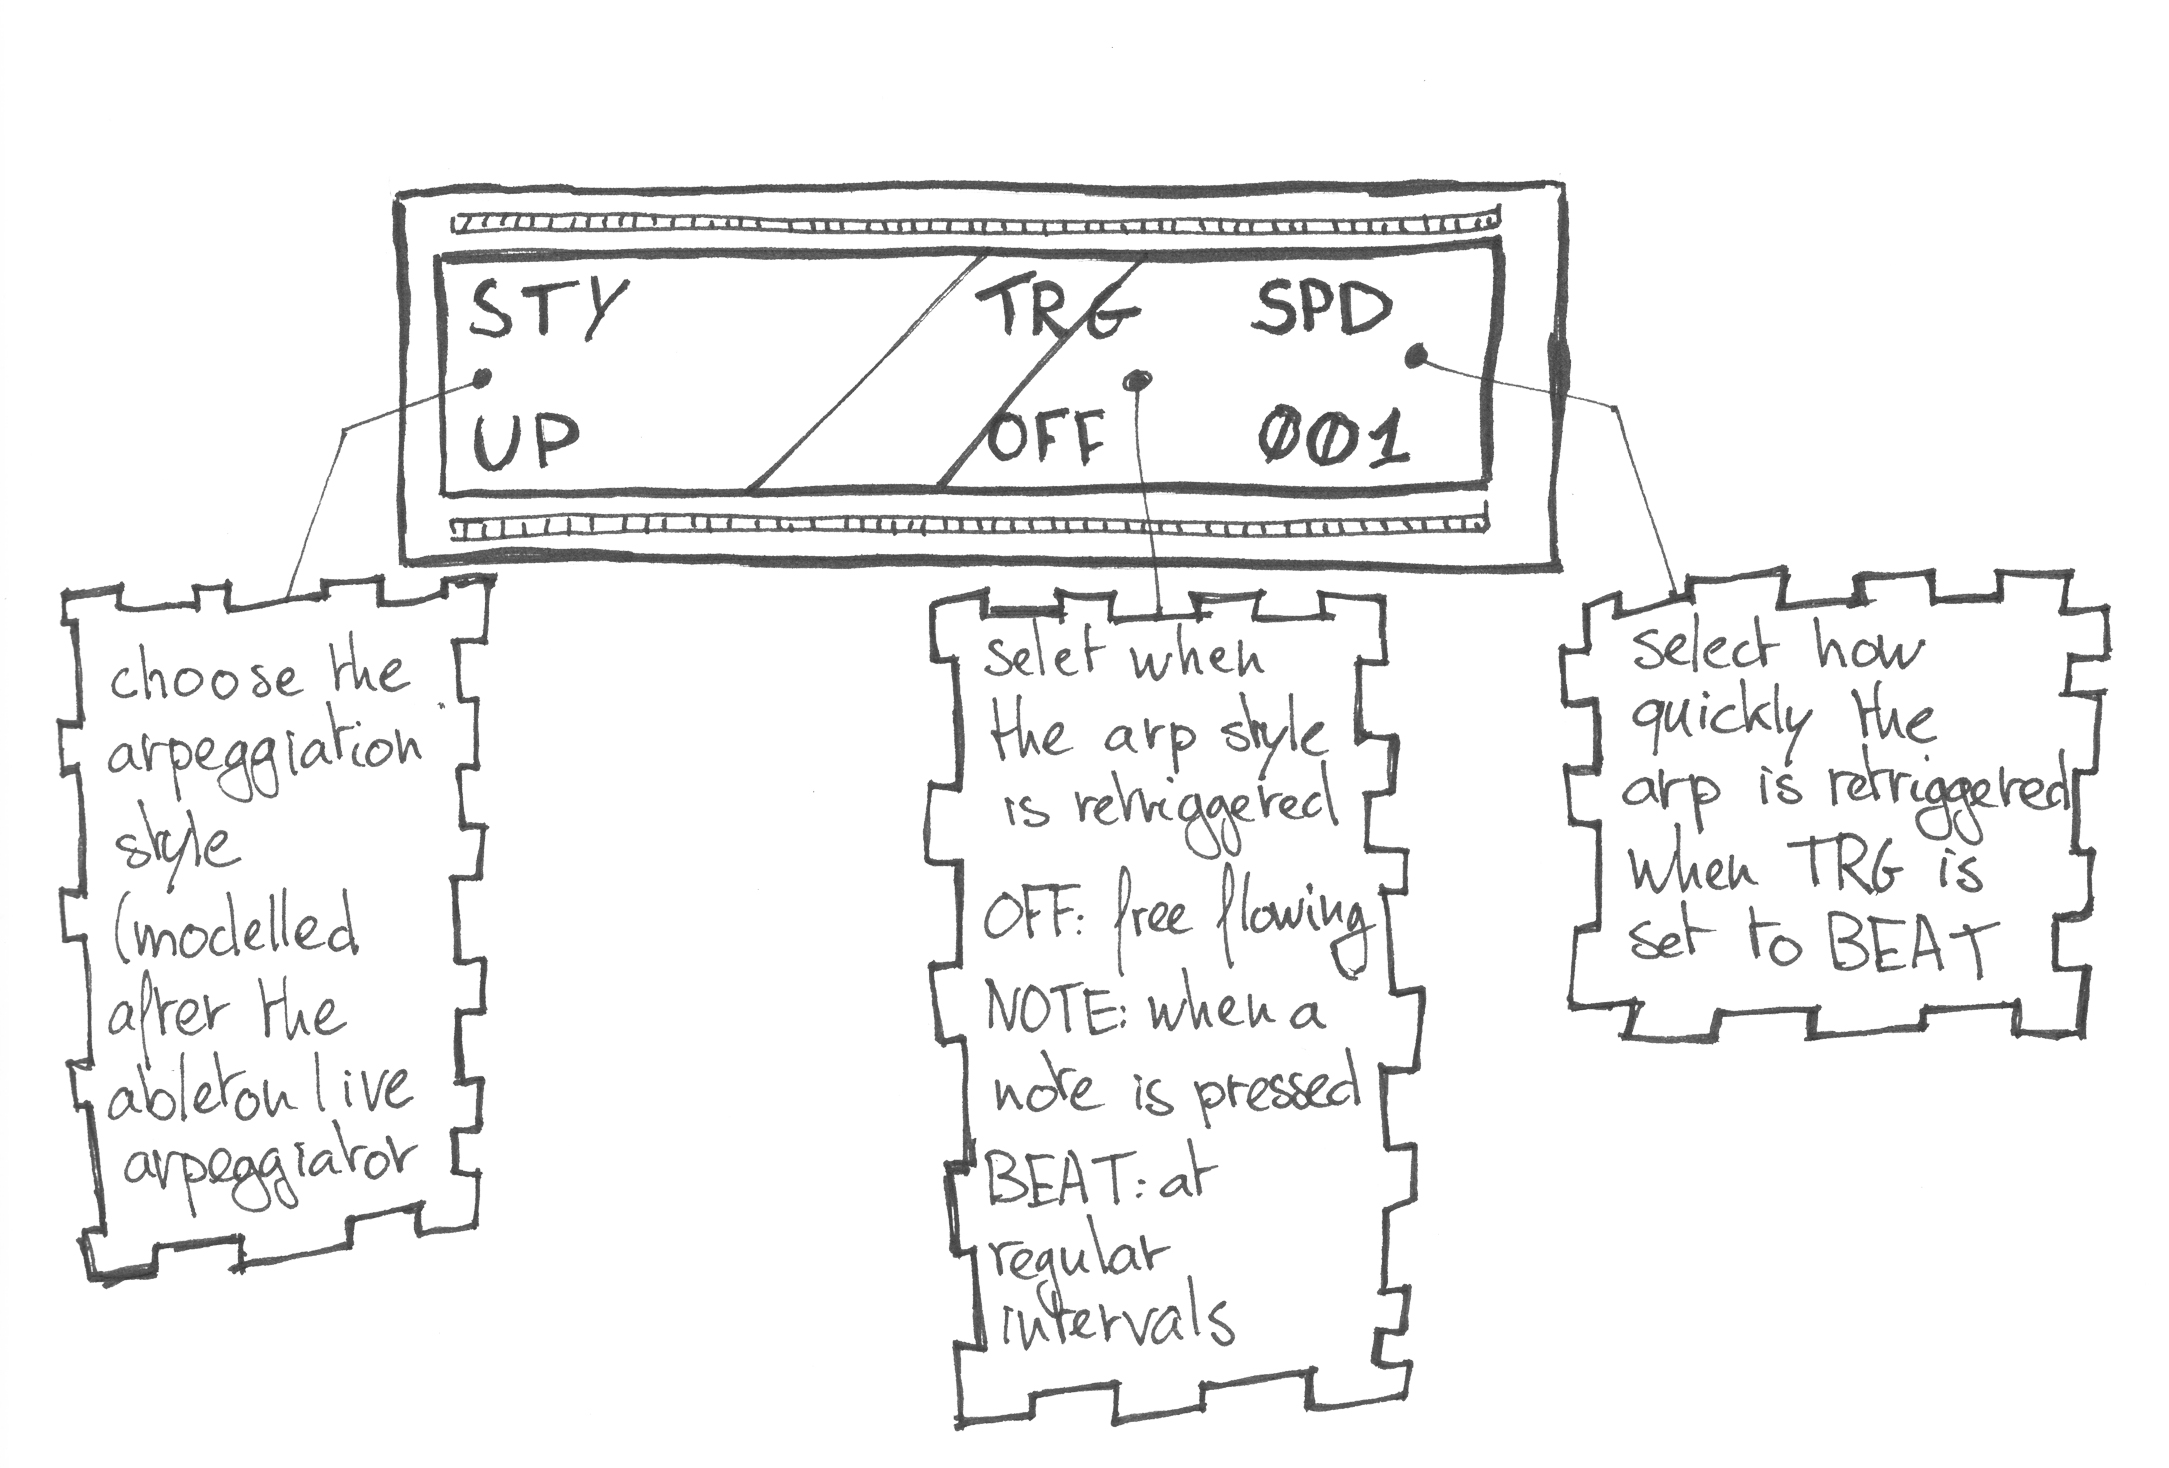 STY TRG SPD
UP OFF 001
choose the
arpeggiation
style
(modelled
after the
ableton live
arpeggiator
selet when
the arp style
is retriggered
OFF: free flowing
NOTE: when a
note is pressed
BEAT: at
regular
intervals
select how
quickly the
arp is retriggered
when TRG is
set to BEAT